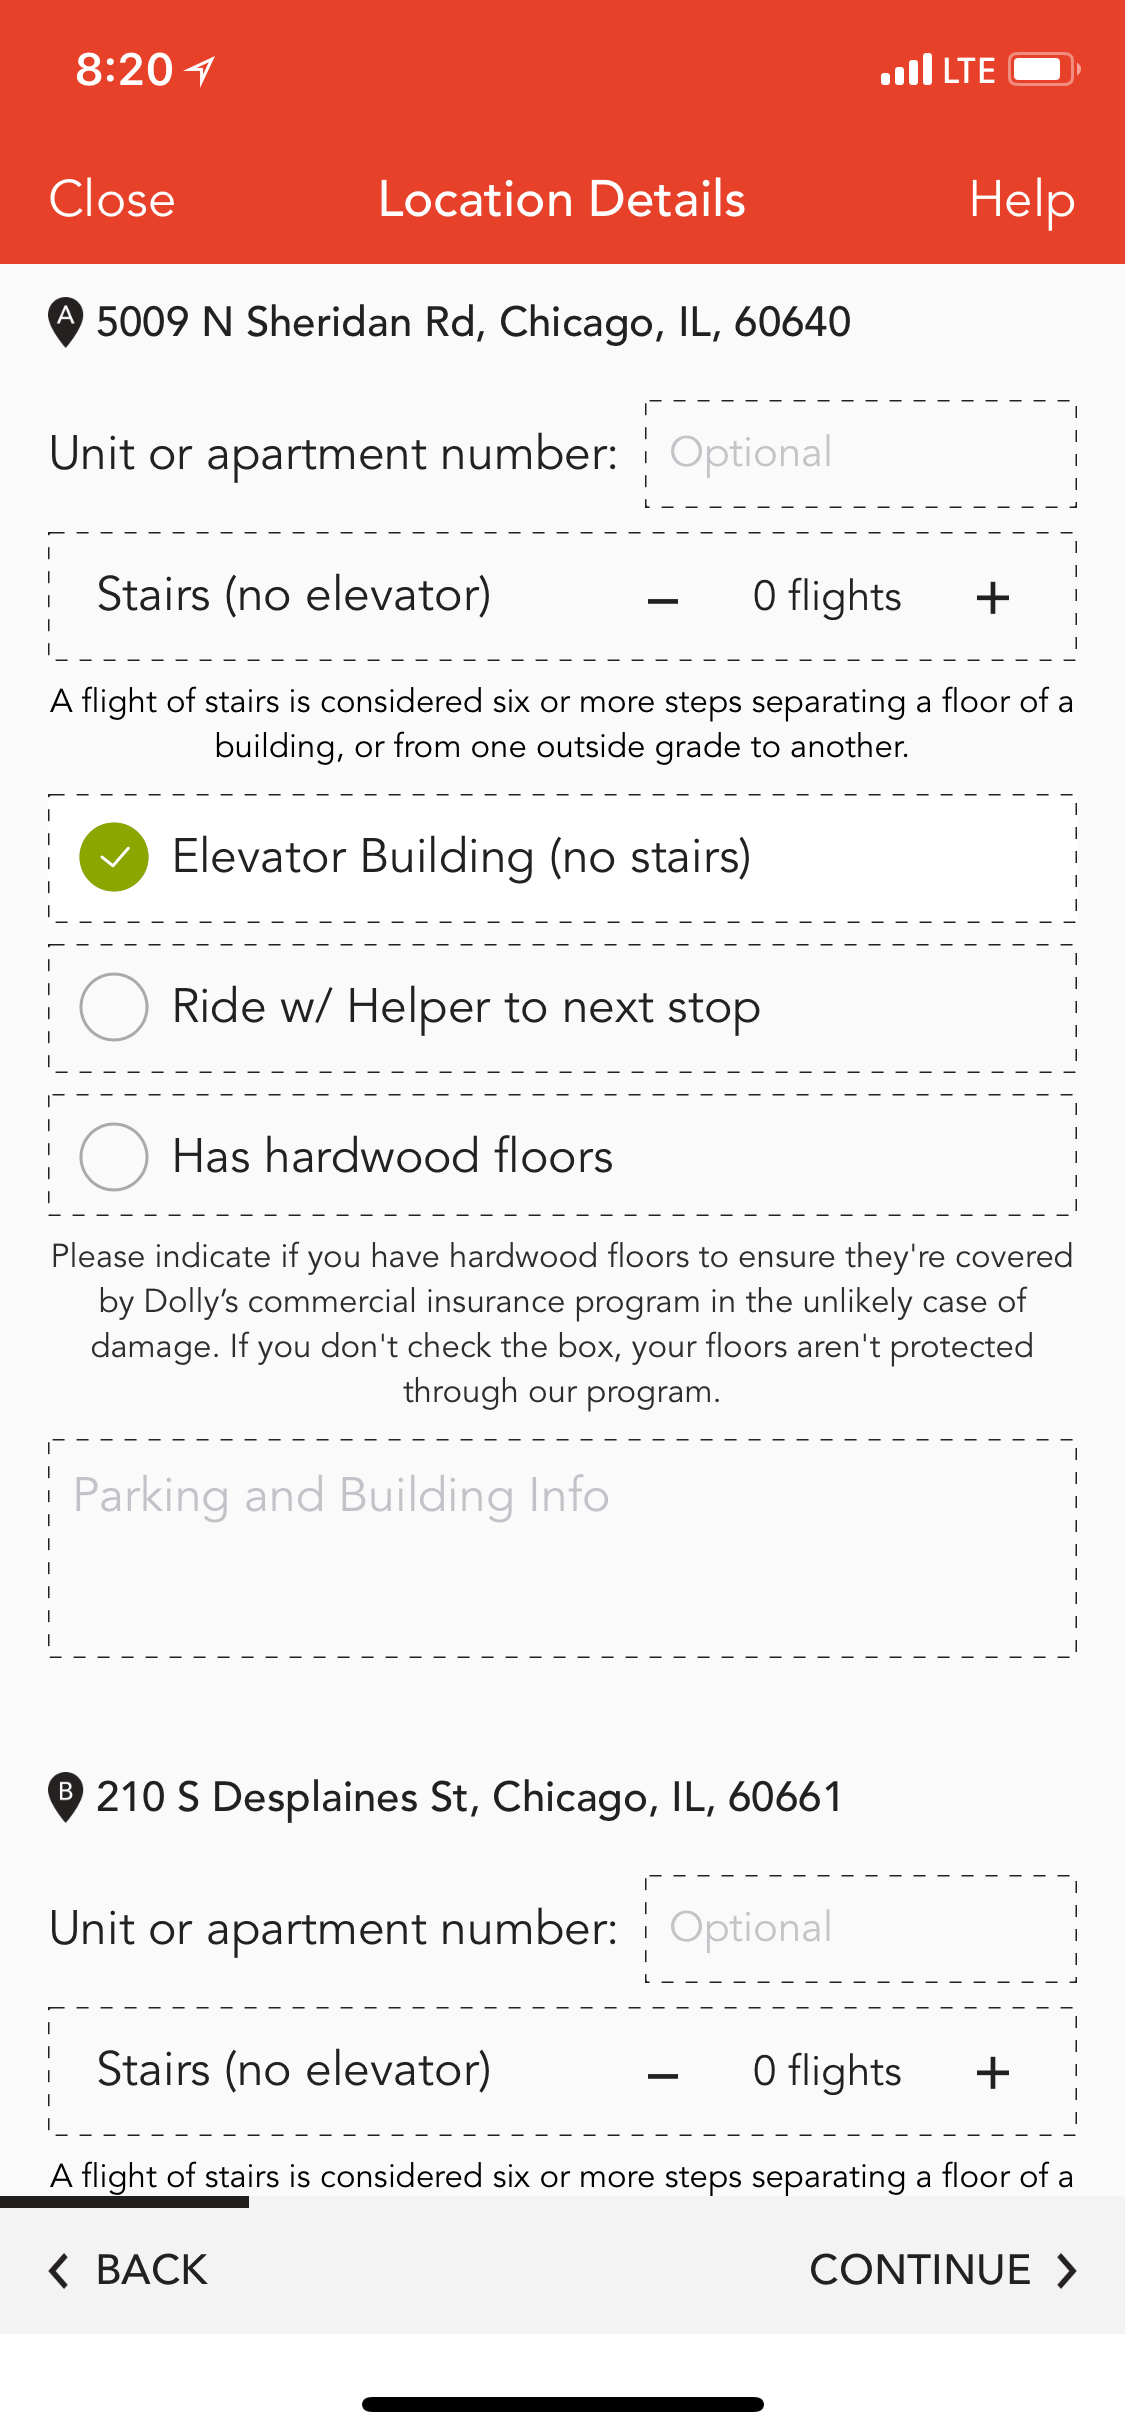 8:20
LTE
Close Location Details Help
A 5009 N Sheridan Rd, Chicago, IL, 60640
Unit or apartment number: Optional
Stairs (no elevator) – 0 flights +
A flight of stairs is considered six or more steps separating a floor of a
building, or from one outside grade to another.
Elevator Building (no stairs)
Ride w/ Helper to next stop
Has hardwood floors
Please indicate if you have hardwood floors to ensure they're covered
by Dolly’s commercial insurance program in the unlikely case of
damage. If you don't check the box, your floors aren't protected
through our program.
Parking and Building Info
B 210 S Desplaines St, Chicago, IL, 60661
Unit or apartment number: Optional
Stairs (no elevator) – 0 flights +
A flight of stairs is considered six or more steps separating a floor of a
BACK CONTINUE